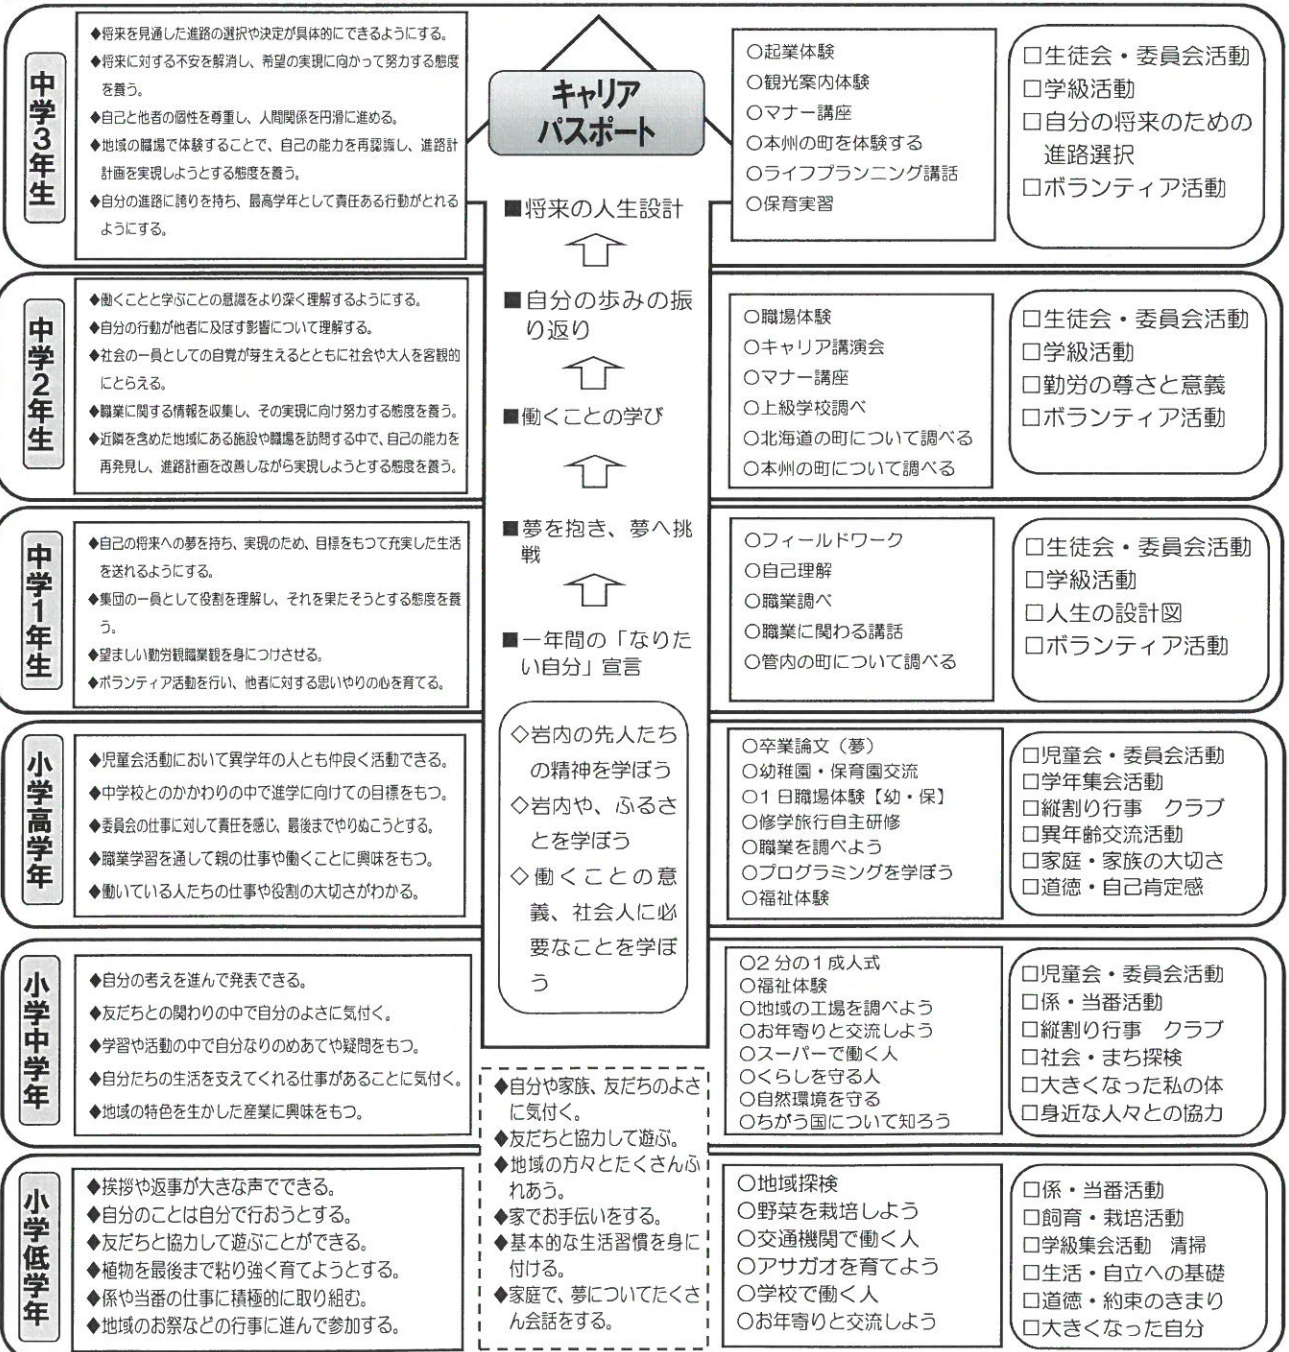 中学3年生
◆将来を見通した進路の選択や決定が具体的にできるようにする。
◆将来に対する不安を解消し、希望の実現に向かって努力する態度
を養う。
◆自己と他者の個性を尊重し、人間関係を円滑に進める。
◆地域の職場で体験することで、自己の能力を再認識し、進路計
計画を実現しようとする態度を養う。
◆自分の進路に誇りを持ち、最高学年として責任ある行動がとれる
ようにする。
キャリア
パスポート
■将来の人生設計
○起業体験
○観光案内体験
○マナー講座
○本州の町を体験する
○ライフプランニング講話
○保育実習
□生徒会・委員会活動
□学級活動
□自分の将来のための
進路選択
□ボランティア活動
中学2年生
◆働くことと学ぶことの意識をより深く理解するようにする。
◆自分の行動が他者に及ぼす影響について理解する。
◆社会の一員としての自覚が芽生えるとともに社会や大人を客観的
にとらえる。
◆職業に関する情報を収集し、その実現に向け努力する態度を養う。
◆近隣を含めた地域にある施設や職場を訪問する中で、自己の能力を
再発見し、進路計画を改善しながら実現しようとする態度を養う。
■自分の歩みの振
り返り
■働くことの学び
○職場体験
○キャリア講演会
○マナー講座
○上級学校調べ
○北海道の町について調べる
○本州の町について調べる
□生徒会・委員会活動
□学級活動
□勤労の尊さと意義
□ボランティア活動
中学1年生
◆自己の将来への夢を持ち、実現のため、目標をもつて充実した生活
を送れるようにする。
◆集団の一員として役割を理解し、それを果たそうとする態度を養
う。
◆望ましい勤労観職業観を身につけさせる。
◆ボランティア活動を行い、他者に対する思いやりの心を育てる。
■夢を抱き、夢へ挑
戦
■一年間の「なりた
い自分」宣言
○フィールドワーク
○自己理解
○職業調べ
○職業に関わる講話
○管内の町について調べる
□生徒会・委員会活動
□学級活動
□人生の設計図
□ボランティア活動
小学高学年
◆児童会活動において異学年の人とも仲良く活動できる。
◆中学校とのかかわりの中で進学に向けての目標をもつ。
◆委員会の仕事に対して責任を感じ、最後までやりぬこうとする。
◆職業学習を通して親の仕事や働くことに興味をもつ。
◆働いている人たちの仕事や役割の大切さがわかる。
◇岩内の先人たち
の精神を学ぼう
◇岩内や、ふるさ
とを学ぼう
◇働くことの意
義、社会人に必
要なことを学ぼ
う
○卒業論文（夢）
○幼稚園・保育園交流
○1日職場体験【幼・保】
○修学旅行自主研修
○職業を調べよう
○プログラミングを学ぼう
○福祉体験
□児童会・委員会活動
□学年集会活動
□縦割り行事　クラブ
□異年齢交流活動
□家庭・家族の大切さ
□道徳・自己肯定感
小学中学年
◆自分の考えを進んで発表できる。
◆友だちとの関わりの中で自分のよさに気付く。
◆学習や活動の中で自分なりのめあてや疑問をもつ。
◆自分たちの生活を支えてくれる仕事があることに気付く。
◆地域の特色を生かした産業に興味をもつ。
○2分の1成人式
○福祉体験
○地域の工場を調べよう
○お年寄りと交流しよう
○スーパーで働く人
○くらしを守る人
○自然環境を守る
○ちがう国について知ろう
□児童会・委員会活動
□係・当番活動
□縦割り行事　クラブ
□社会・まち探検
□大きくなった私の体
□身近な人々との協力
◆自分や家族、友だちのよさ
に気付く。
◆友だちと協力して遊ぶ。
◆地域の方々とたくさんふ
れあう。
◆家でお手伝いをする。
◆基本的な生活習慣を身に
付ける。
◆家庭で、夢についてたくさ
ん会話をする。
小学低学年
◆挨拶や返事が大きな声でできる。
◆自分のことは自分で行おうとする。
◆友だちと協力して遊ぶことができる。
◆植物を最後まで粘り強く育てようとする。
◆係や当番の仕事に積極的に取り組む。
◆地域のお祭などの行事に進んで参加する。
○地域探検
○野菜を栽培しよう
○交通機関で働く人
○アサガオを育てよう
○学校で働く人
○お年寄りと交流しよう
□係・当番活動
□飼育・栽培活動
□学級集会活動　清掃
□生活・自立への基礎
□道徳・約束のきまり
□大きくなった自分